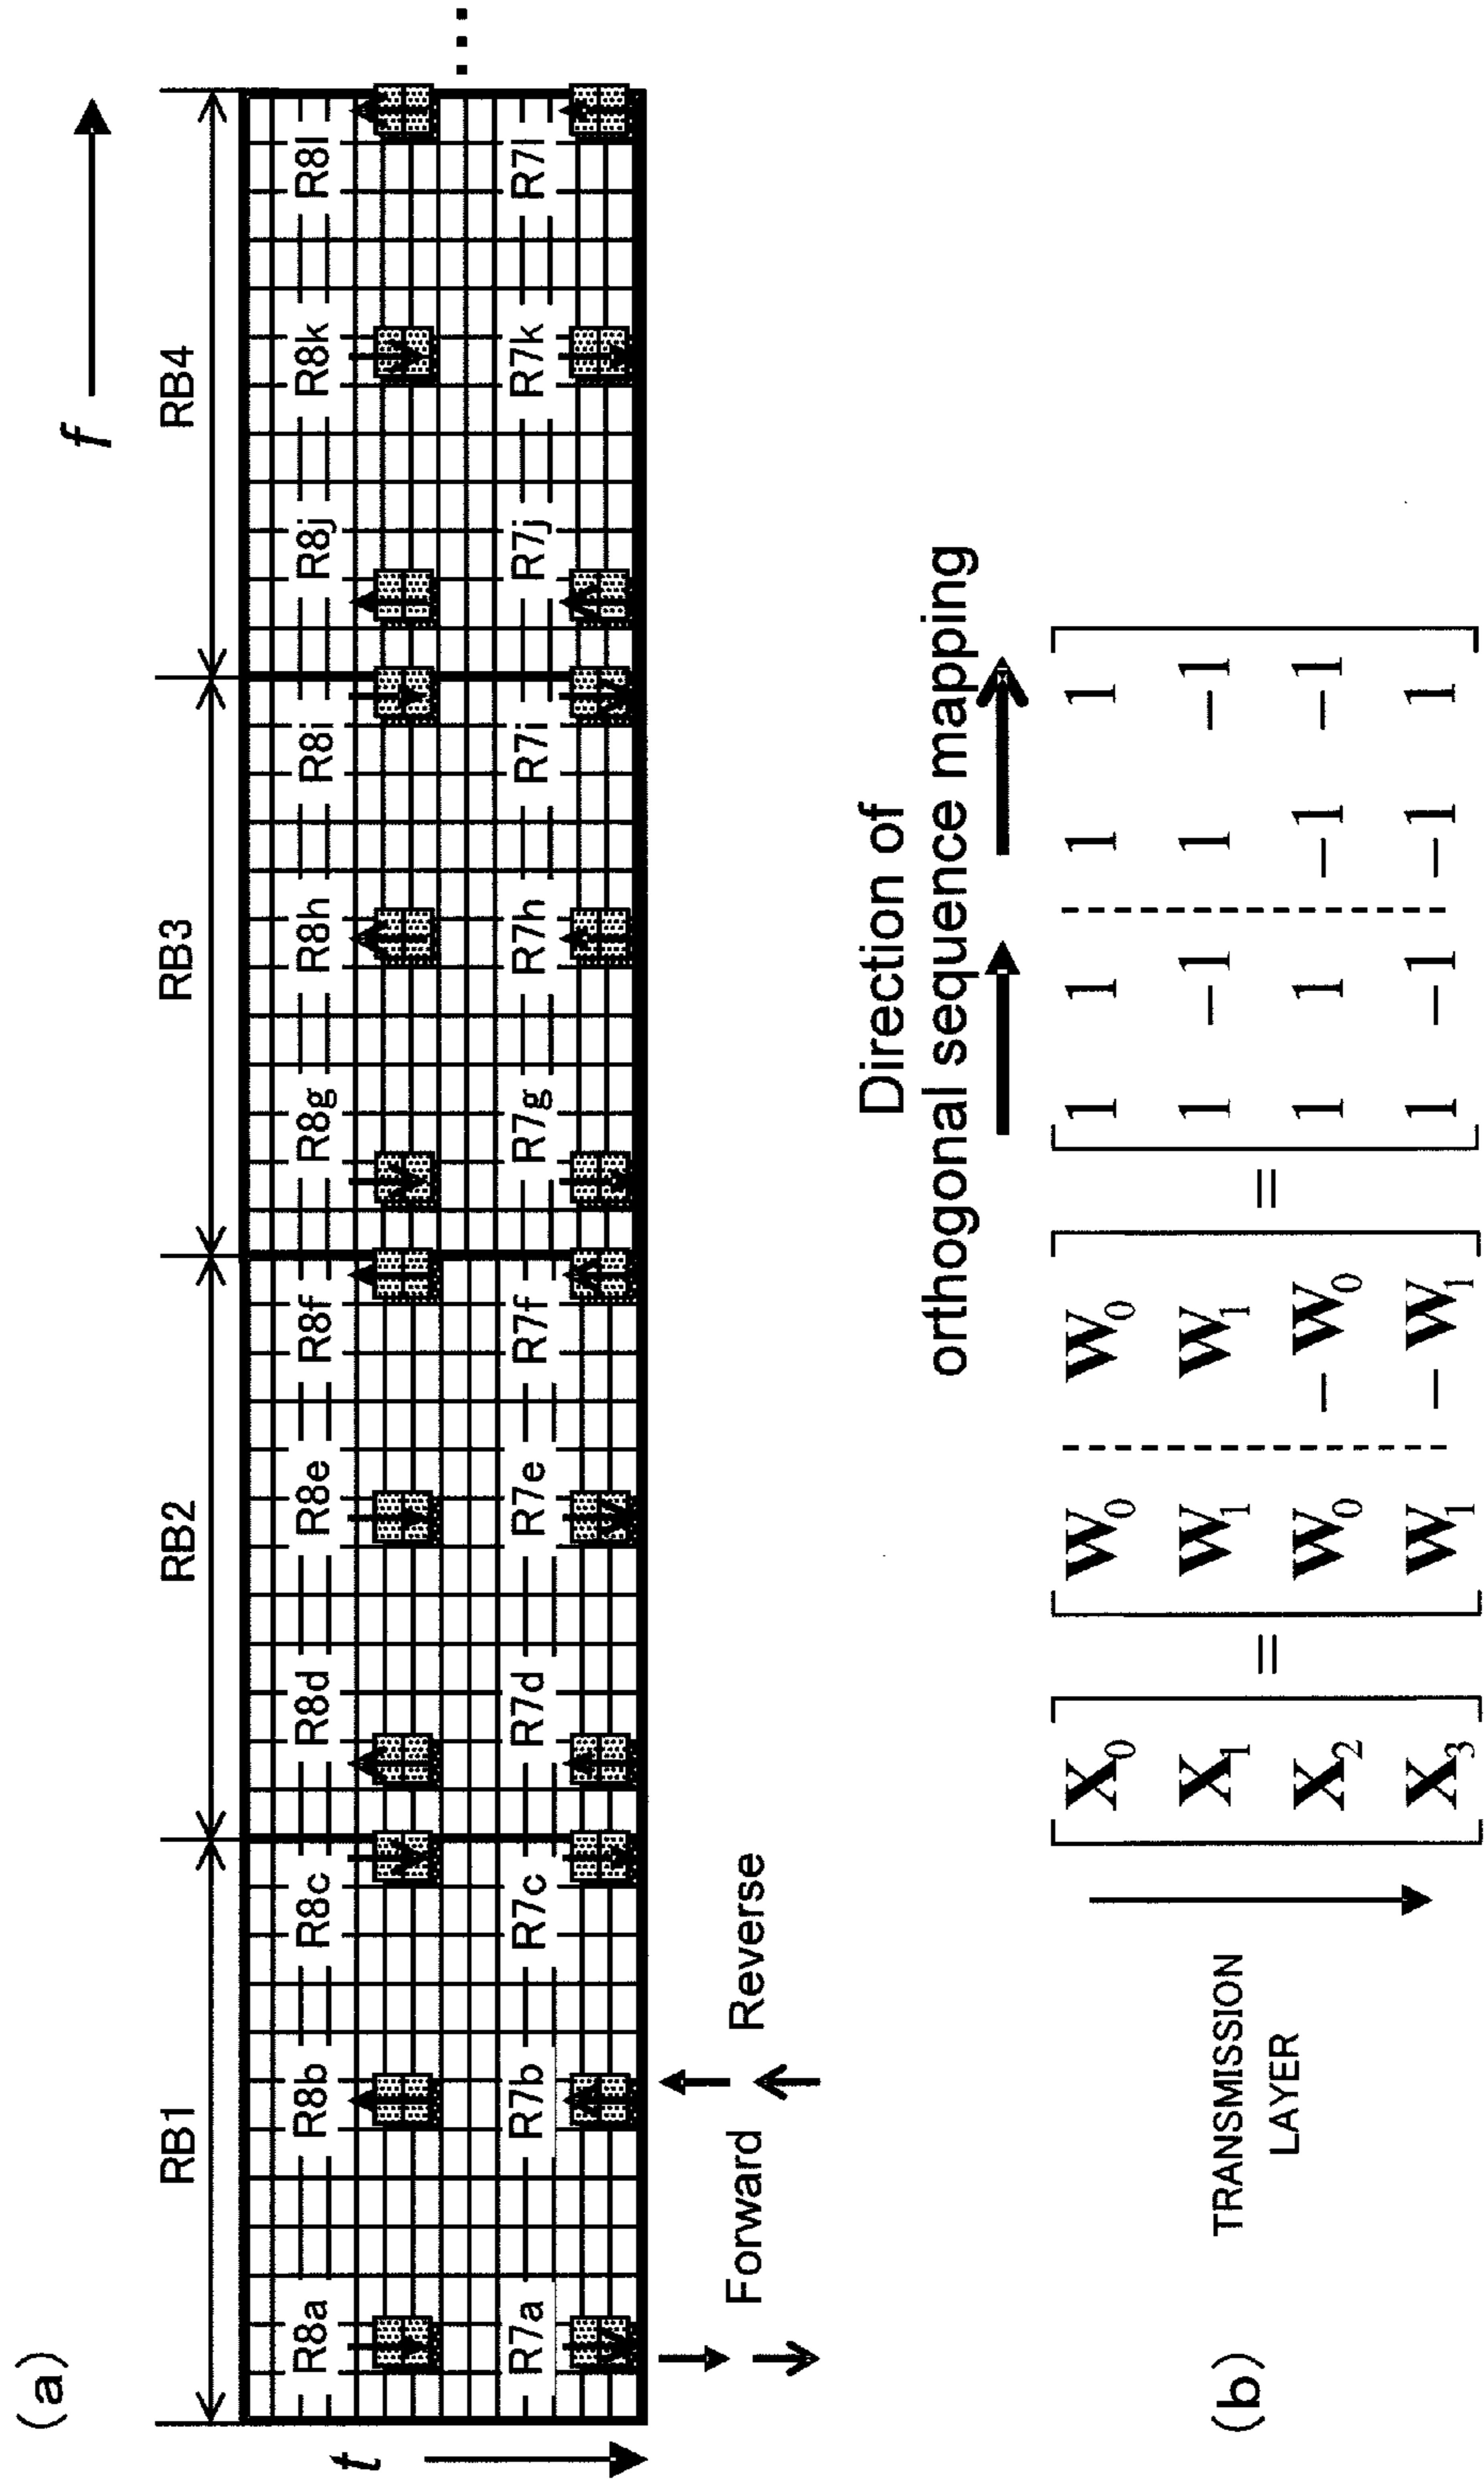 (a)
f
RB1 RB2 RB3 RB4
R8a R8b R8c R8d R8e R8f R8g R8h R8i R8j R8k R8l
t
...
R7a R7b R7c R7d R7e R7f R7g R7h R7i R7j R7k R7l
Forward Reverse
Direction of
orthogonal sequence mapping
(b)
TRANSMISSION
LAYER
X0 W0 W0 1 1 1 1
X1 W1 W1 1 −1 1 −1
= =
X2 W0 −W0 1 1 −1 −1
X3 W1 −W1 1 −1 −1 1